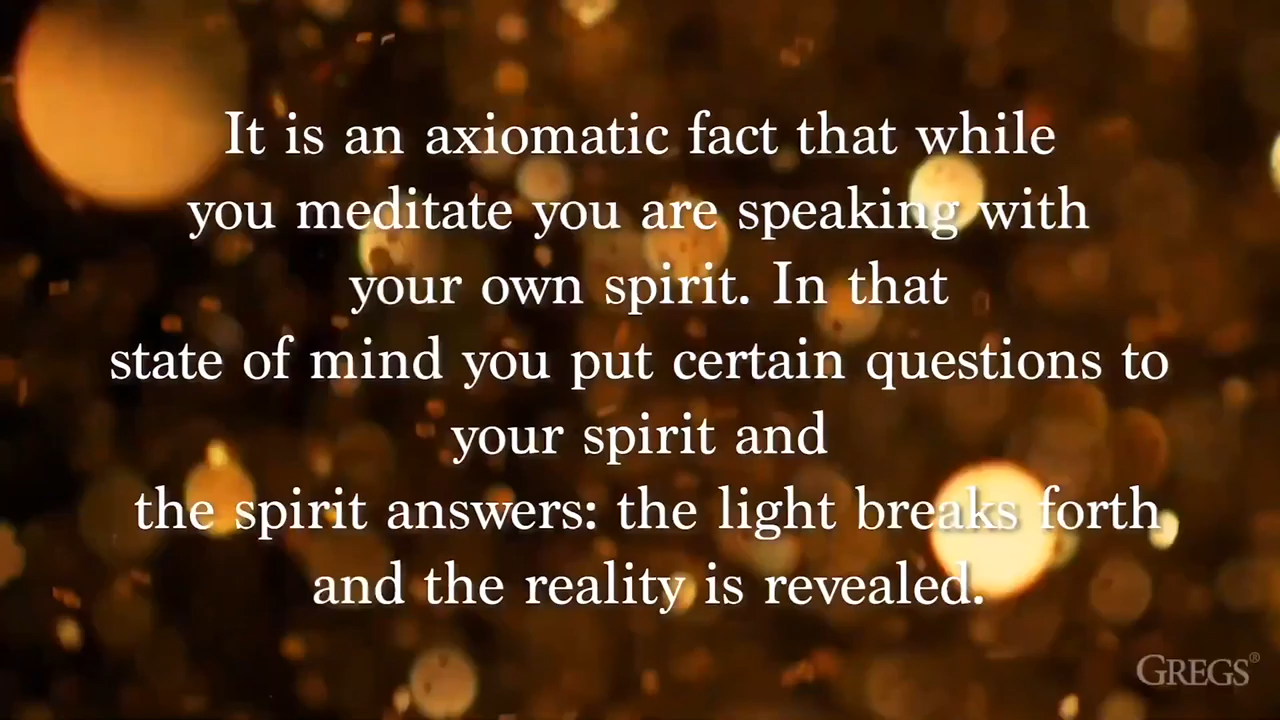 It is an axiomatic fact that while
you meditate you are speaking with
your own spirit. In that
state of mind you put certain questions to
your spirit and
the spirit answers: the light breaks forth
and the reality is revealed.
GREGS®